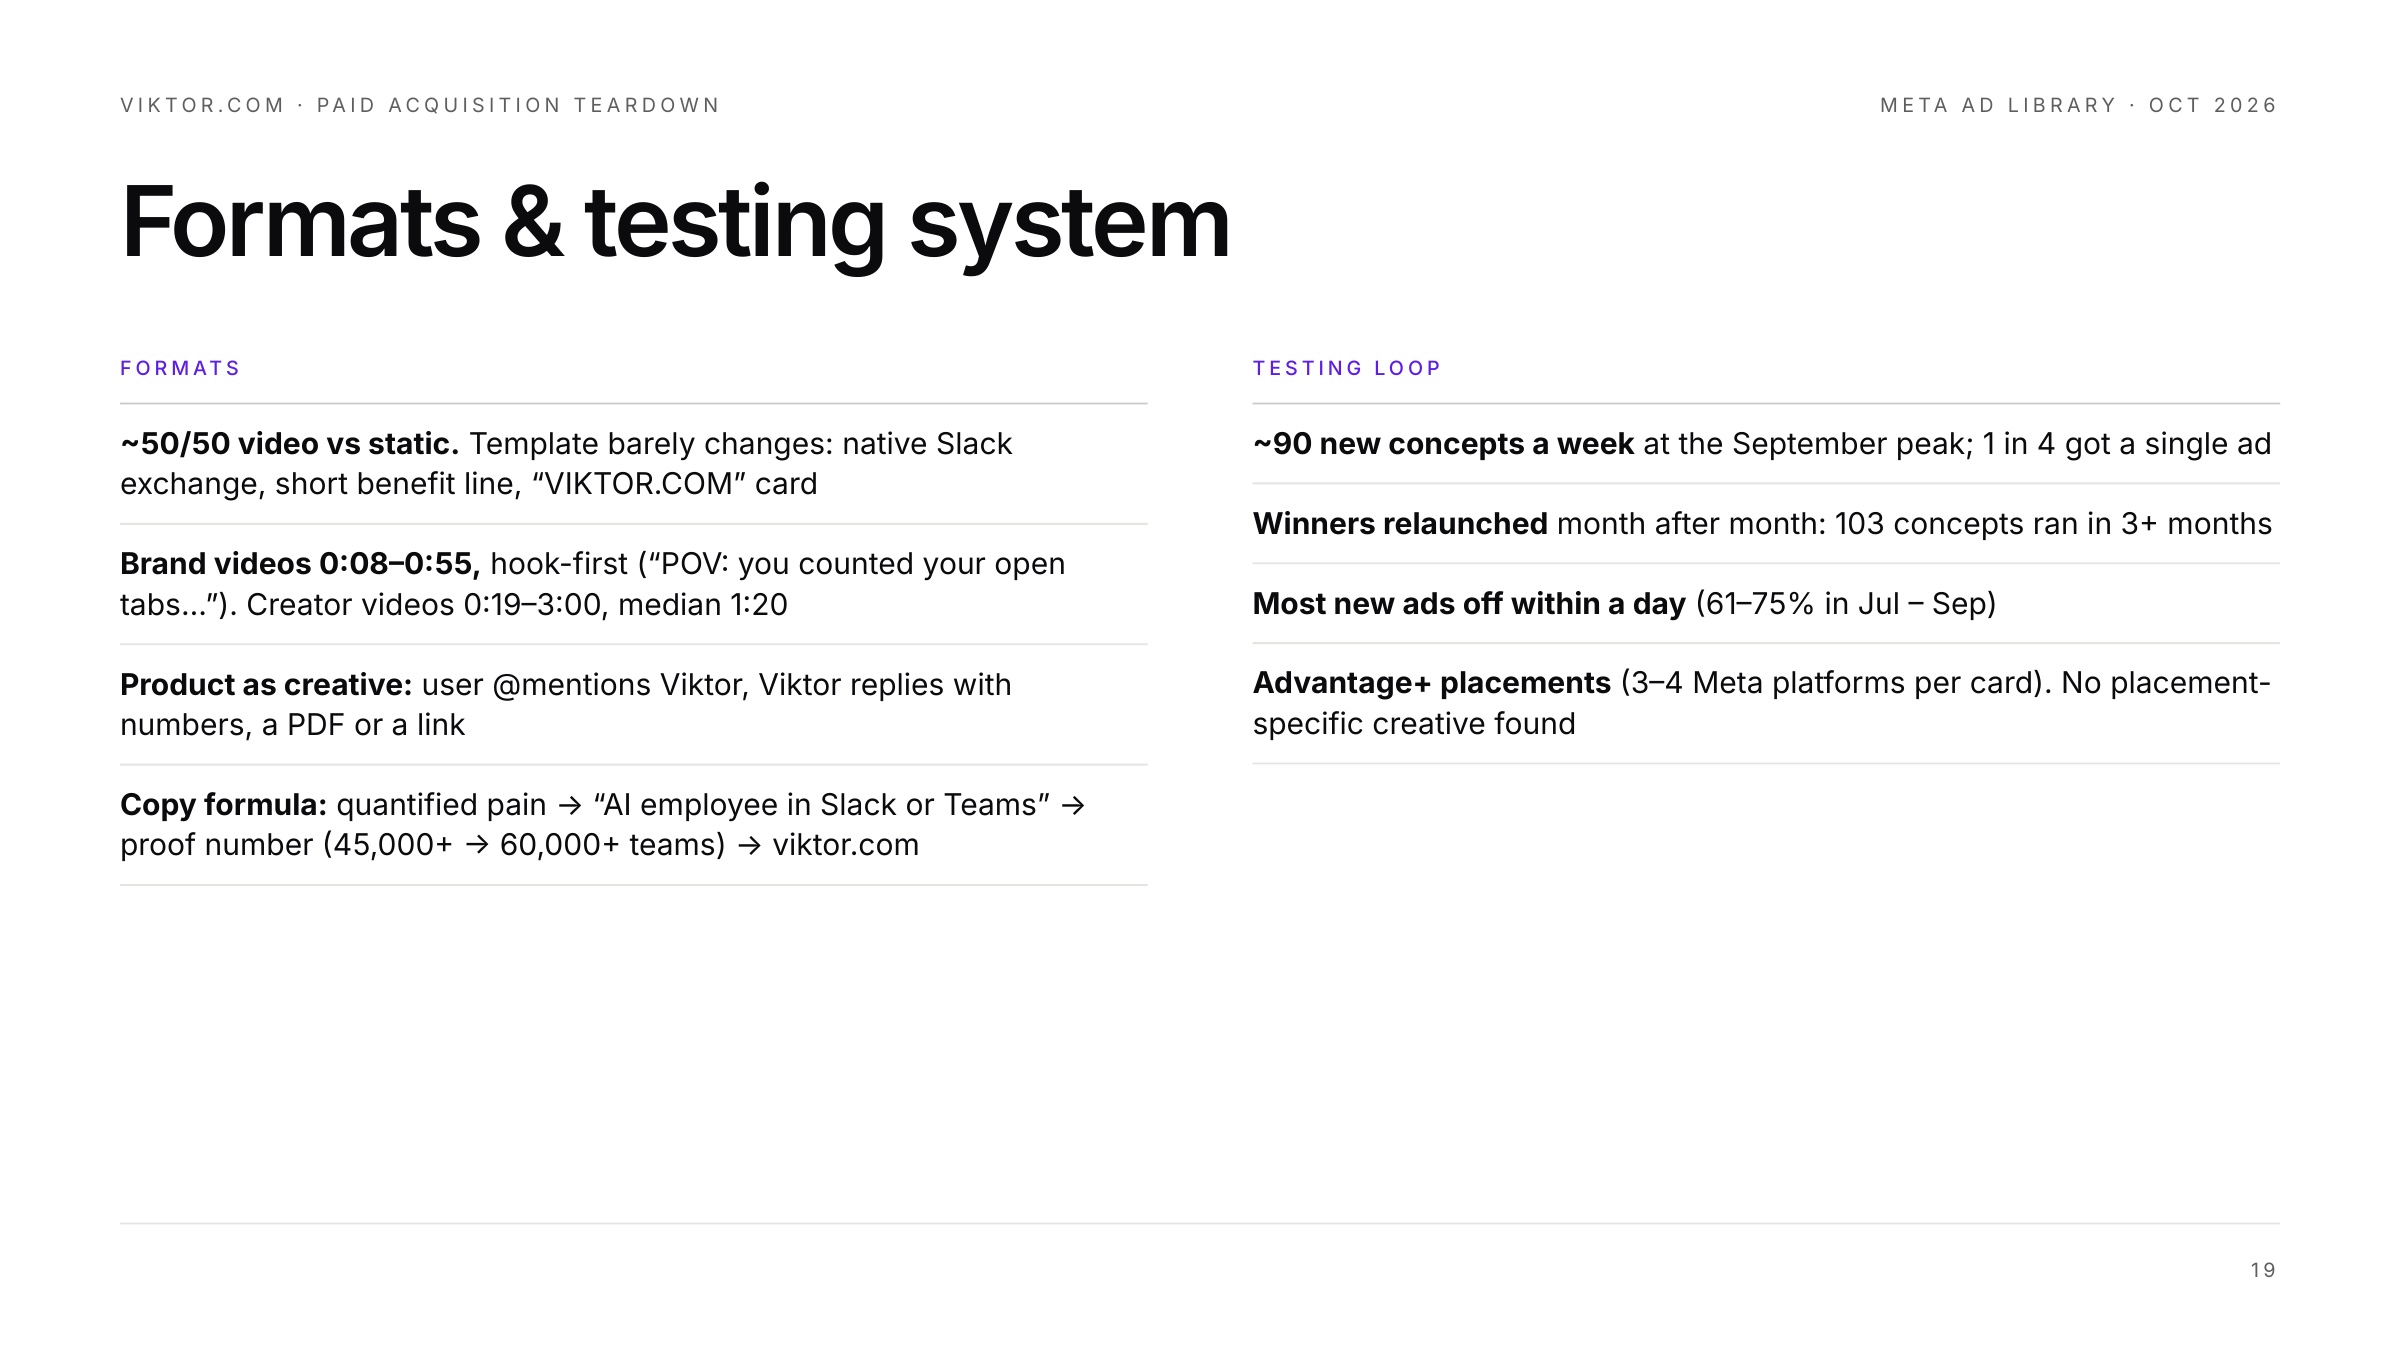 VIKTOR.COM · PAID ACQUISITION TEARDOWN
META AD LIBRARY · OCT 2026
Formats & testing system
FORMATS
~50/50 video vs static. Template barely changes: native Slack
exchange, short benefit line, “VIKTOR.COM” card
Brand videos 0:08–0:55, hook-first (“POV: you counted your open
tabs…”). Creator videos 0:19–3:00, median 1:20
Product as creative: user @mentions Viktor, Viktor replies with
numbers, a PDF or a link
Copy formula: quantified pain → “AI employee in Slack or Teams” →
proof number (45,000+ → 60,000+ teams) → viktor.com
TESTING LOOP
~90 new concepts a week at the September peak; 1 in 4 got a single ad
Winners relaunched month after month: 103 concepts ran in 3+ months
Most new ads off within a day (61–75% in Jul – Sep)
Advantage+ placements (3–4 Meta platforms per card). No placement-
specific creative found
19